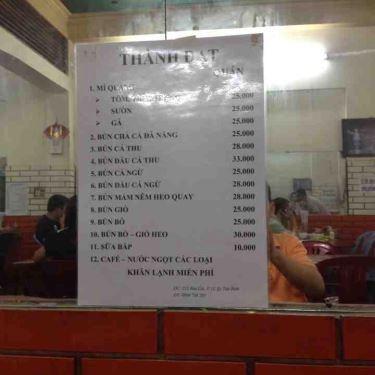 THÀNH ĐẠT
1. MÌ QUẢNG
➢ TÔM, 25.000
➢ SƯỜN 25.000
➢ GÀ 25.000
2. BÚN CHẢ CÁ ĐÀ NẴNG 25.000
3. BÚN CÁ THU 28.000
4. BÚN ĐẦU CÁ THU 33.000
5. BÚN CÁ NGỪ 25.000
6. BÚN ĐẦU CÁ NGỪ 28.000
7. BÚN MẮM NÊM HEO QUAY 28.000
8. BÚN GIÒ 25.000
9. BÚN BÒ 25.000
10. BÚN BÒ – GIÒ HEO 30.000
11. SỮA BẮP 10.000
12. CAFÉ – NƯỚC NGỌT CÁC LOẠI
KHĂN LẠNH MIỄN PHÍ